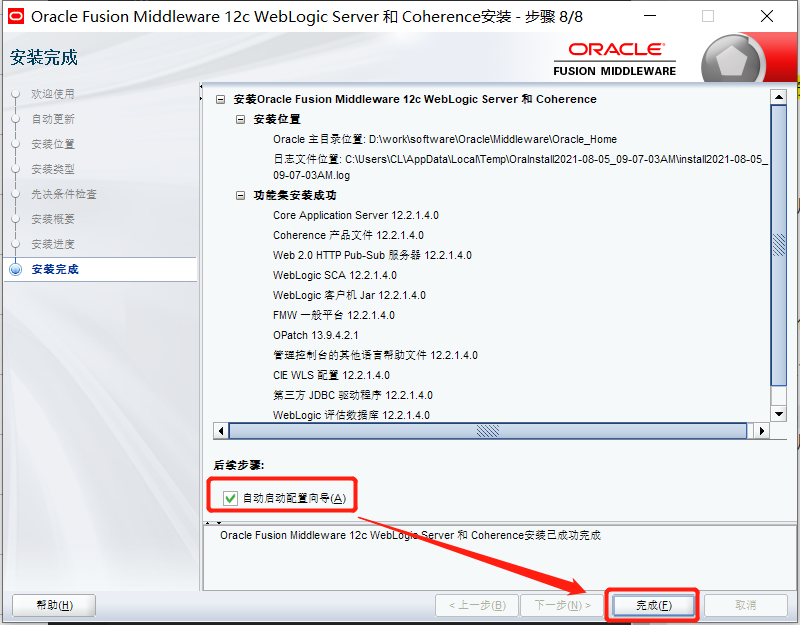 Oracle Fusion Middleware 12c WebLogic Server 和 Coherence安装 - 步骤 8/8
安装完成
ORACLE
FUSION MIDDLEWARE
欢迎使用
自动更新
安装位置
安装类型
先决条件检查
安装概要
安装进度
安装完成
安装Oracle Fusion Middleware 12c WebLogic Server 和 Coherence
安装位置
Oracle 主目录位置: D:\work\software\Oracle\Middleware\Oracle_Home
日志文件位置: C:\Users\CL\AppData\Local\Temp\OraInstall2021-08-05_09-07-03AM\install2021-08-05_
09-07-03AM.log
功能集安装成功
Core Application Server 12.2.1.4.0
Coherence 产品文件 12.2.1.4.0
Web 2.0 HTTP Pub-Sub 服务器 12.2.1.4.0
WebLogic SCA 12.2.1.4.0
WebLogic 客户机 Jar 12.2.1.4.0
FMW 一般平台 12.2.1.4.0
OPatch 13.9.4.2.1
管理控制台的其他语言帮助文件 12.2.1.4.0
CIE WLS 配置 12.2.1.4.0
第三方 JDBC 驱动程序 12.2.1.4.0
WebLogic 评估数据库 12.2.1.4.0
后续步骤:
自动启动配置向导(A)
Oracle Fusion Middleware 12c WebLogic Server 和 Coherence安装已成功完成
帮助(H)
< 上一步(B)
下一步(N) >
完成(F)
取消